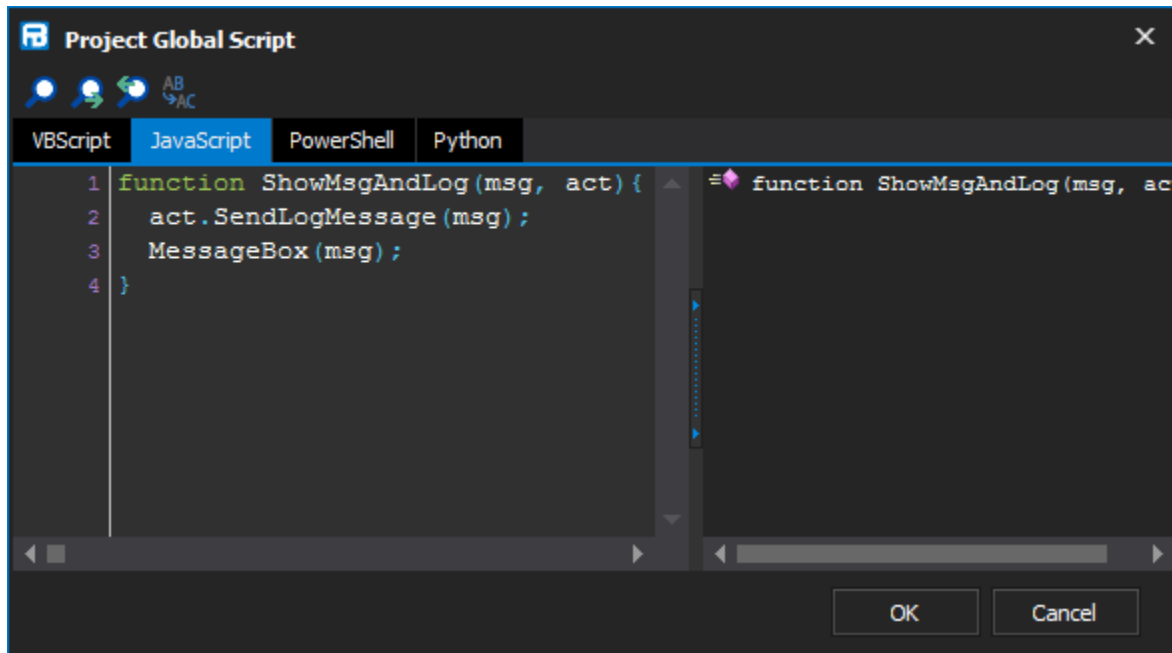 Project Global Script
AB
AC
VBScript JavaScript PowerShell Python
1 function ShowMsgAndLog(msg, act){
2 act.SendLogMessage(msg);
3 MessageBox(msg);
4 }
function ShowMsgAndLog(msg, ac
OK Cancel